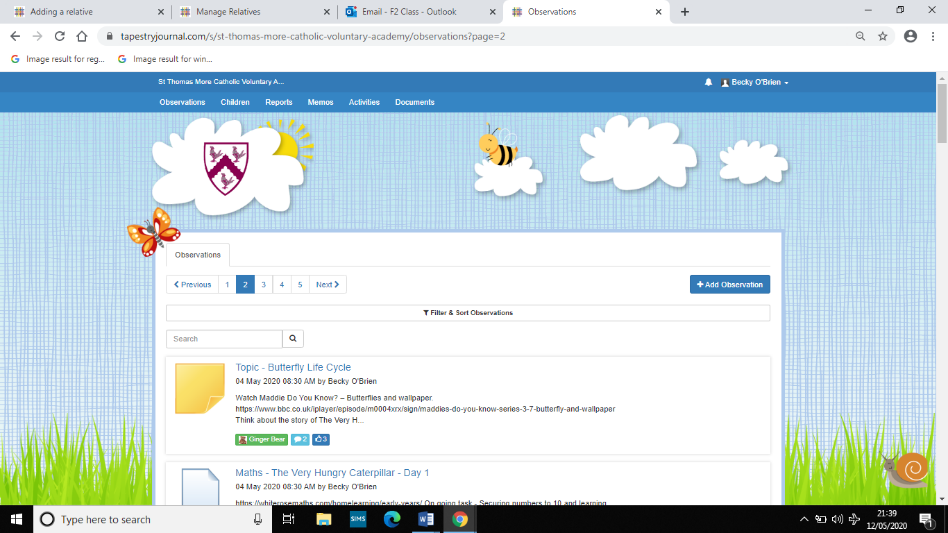 Adding a relative
Manage Relatives
Email - F2 Class - Outlook
Observations
tapestryjournal.com/s/st-thomas-more-catholic-voluntary-academy/observations?page=2
Image result for reg...
Image result for win...
St Thomas More Catholic Voluntary A...
Becky O'Brien
Observations Children Reports Memos Activities Documents
Observations
Previous 1 2 3 4 5 Next
+ Add Observation
Filter & Sort Observations
Search
Topic - Butterfly Life Cycle
04 May 2020 08:30 AM by Becky O'Brien
Watch Maddie Do You Know? – Butterflies and wallpaper.
https://www.bbc.co.uk/iplayer/episode/m0004xrx/sign/maddies-do-you-know-series-3-7-butterfly-and-wallpaper
Think about the story of The Very H...
Ginger Bear 2 3
Maths - The Very Hungry Caterpillar - Day 1
04 May 2020 08:30 AM by Becky O'Brien
https://whiterosemaths.com/homelearning/early-years/ On going task - Securing numbers to 10 and learning
Type here to search
SIMS
21:39
12/05/2020
1